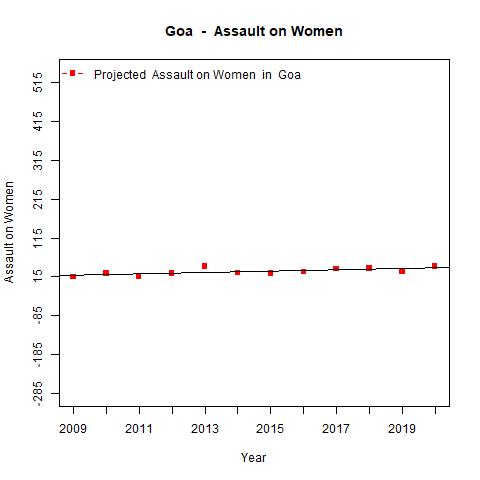 Goa - Assault on Women
Projected Assault on Women in Goa
Assault on Women
515
415
315
215
115
15
-85
-185
-285
2009 2011 2013 2015 2017 2019
Year